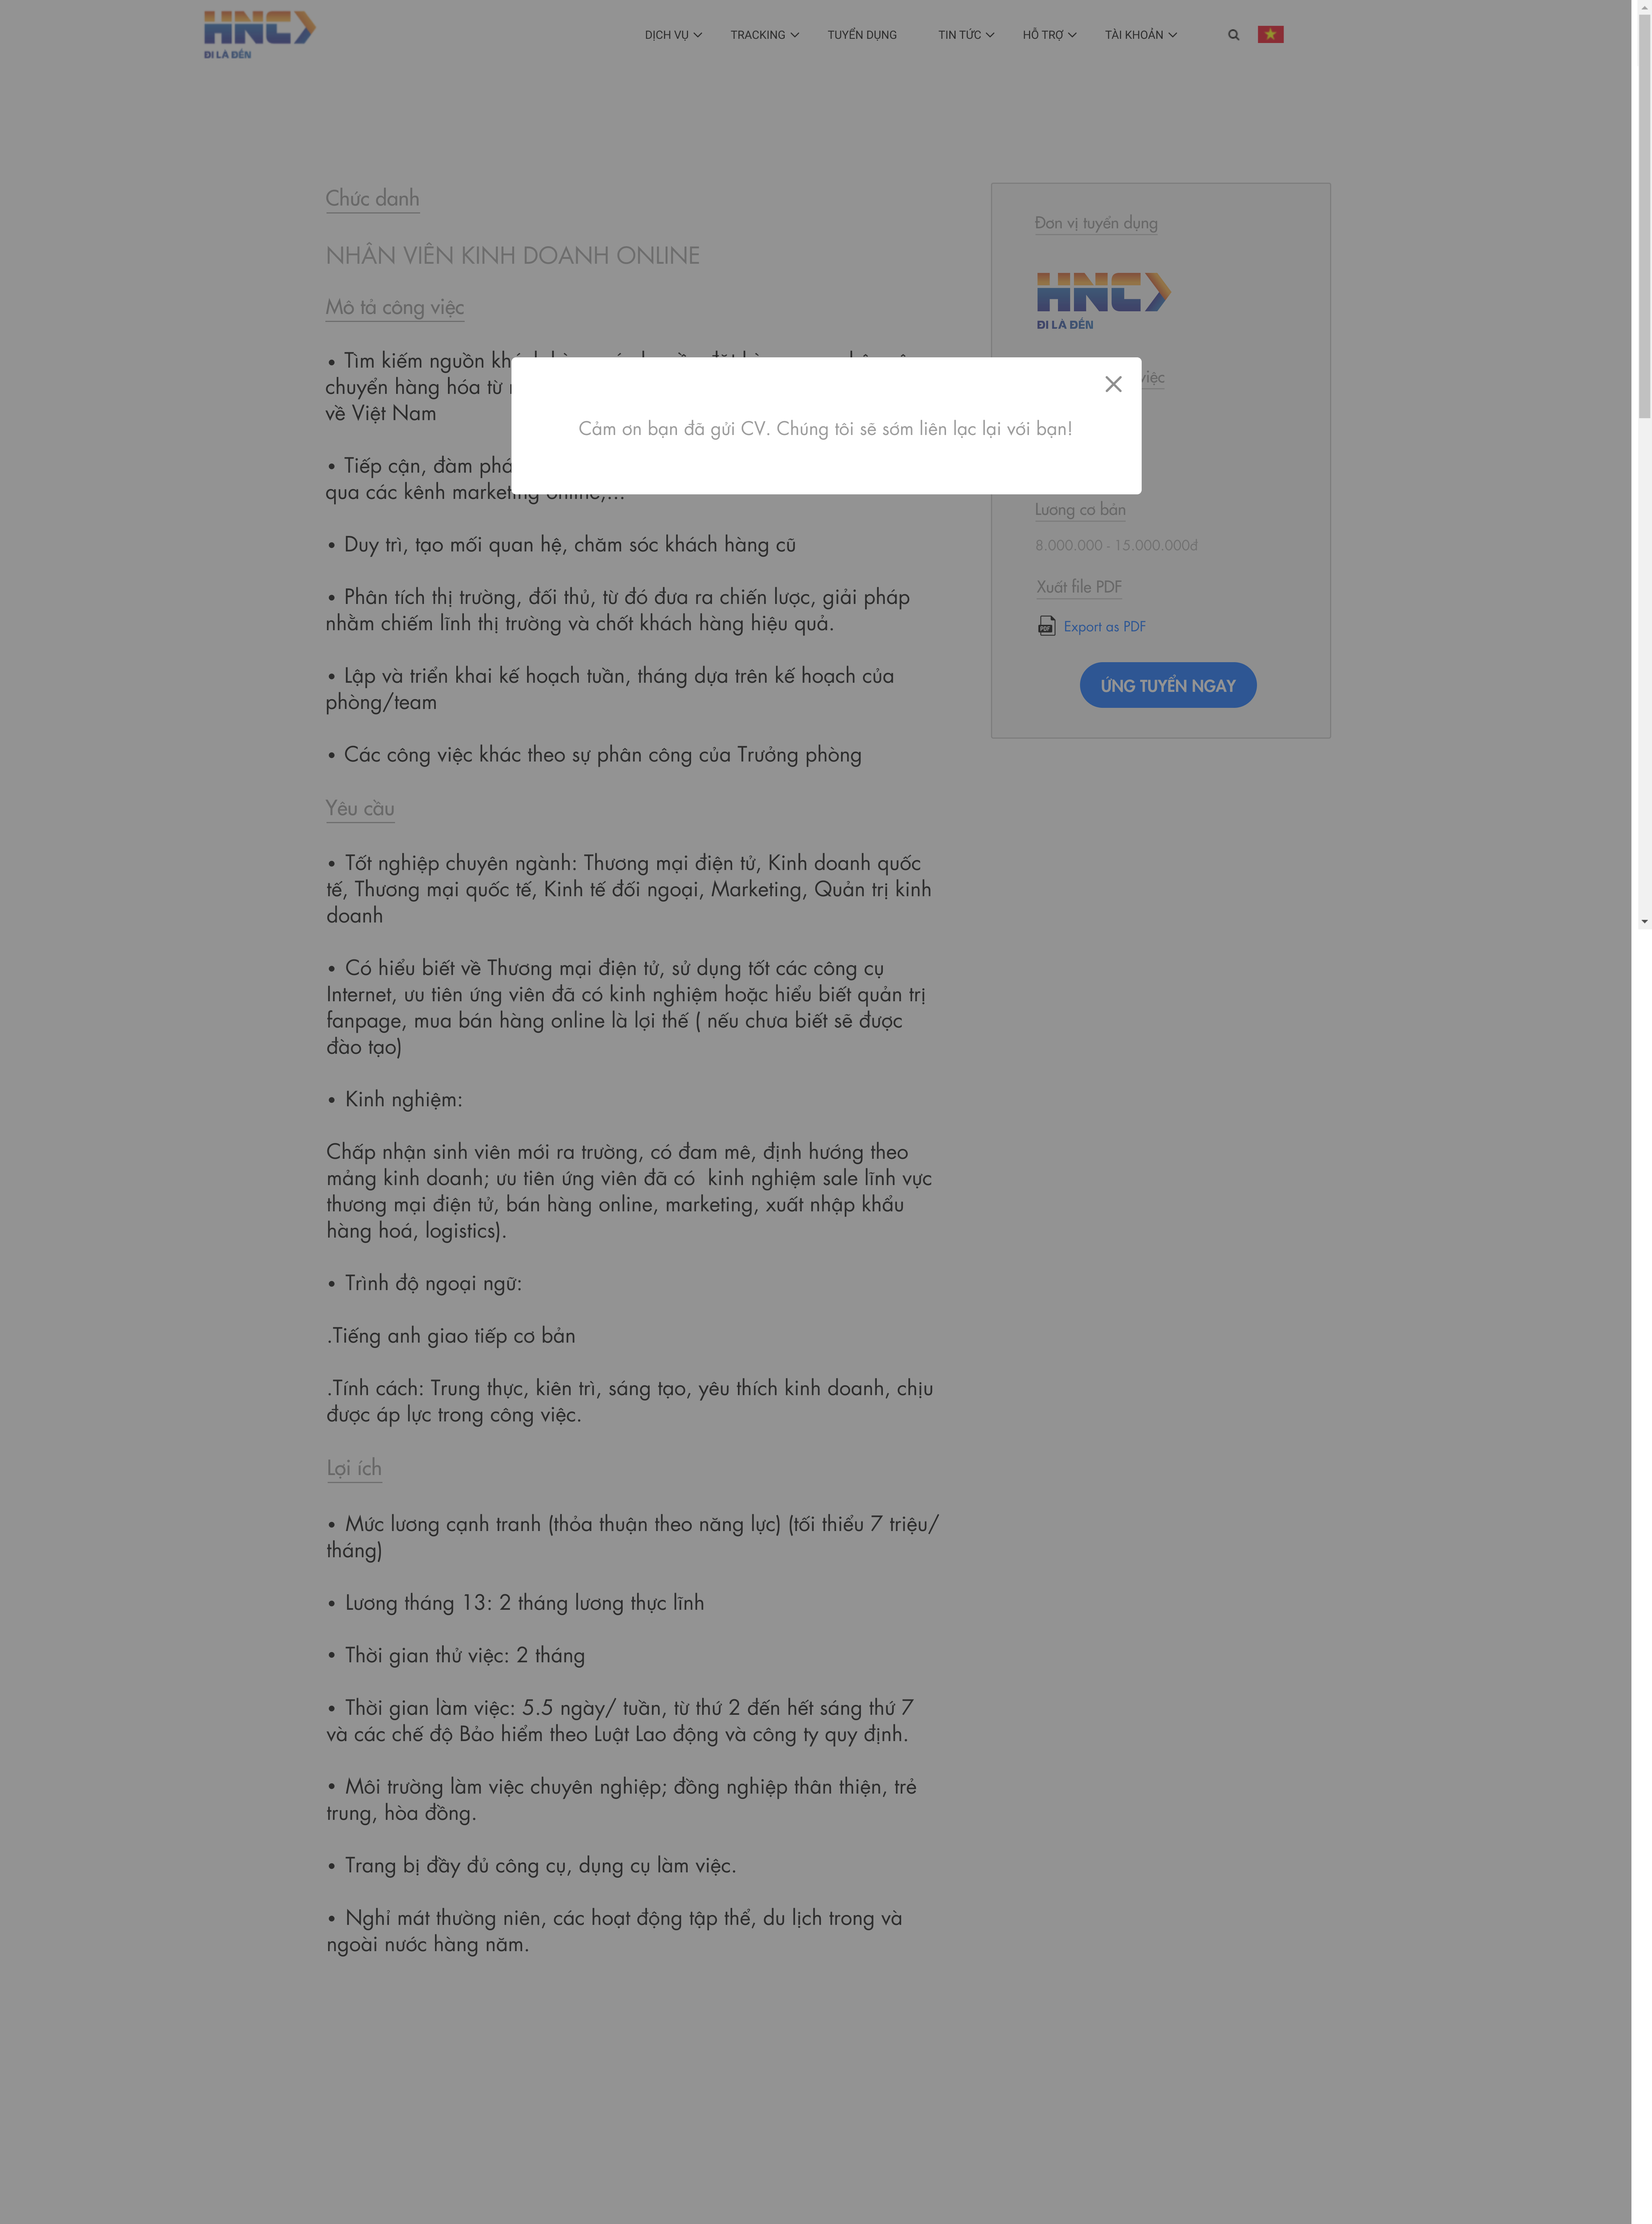 HNC
ĐI LÀ ĐẾN
DỊCH VỤ
TRACKING
TUYỂN DỤNG
TIN TỨC
HỖ TRỢ
TÀI KHOẢN
Chức danh
NHÂN VIÊN KINH DOANH ONLINE
Mô tả công việc
• Tìm kiếm nguồn
chuyển hàng hóa từ
về Việt Nam
• Tiếp cận, đàm
qua các kênh marketing online,...
• Duy trì, tạo mối quan hệ, chăm sóc khách hàng cũ
• Phân tích thị trường, đối thủ, từ đó đưa ra chiến lược, giải pháp
nhằm chiếm lĩnh thị trường và chốt khách hàng hiệu quả.
• Lập và triển khai kế hoạch tuần, tháng dựa trên kế hoạch của
phòng/team
• Các công việc khác theo sự phân công của Trưởng phòng
Yêu cầu
• Tốt nghiệp chuyên ngành: Thương mại điện tử, Kinh doanh quốc
tế, Thương mại quốc tế, Kinh tế đối ngoại, Marketing, Quản trị kinh
doanh
• Có hiểu biết về Thương mại điện tử, sử dụng tốt các công cụ
Internet, ưu tiên ứng viên đã có kinh nghiệm hoặc hiểu biết quản trị
fanpage, mua bán hàng online là lợi thế ( nếu chưa biết sẽ được
đào tạo)
• Kinh nghiệm:
Chấp nhận sinh viên mới ra trường, có đam mê, định hướng theo
mảng kinh doanh; ưu tiên ứng viên đã có  kinh nghiệm sale lĩnh vực
thương mại điện tử, bán hàng online, marketing, xuất nhập khẩu
hàng hoá, logistics).
• Trình độ ngoại ngữ:
.Tiếng anh giao tiếp cơ bản
.Tính cách: Trung thực, kiên trì, sáng tạo, yêu thích kinh doanh, chịu
được áp lực trong công việc.
Lợi ích
• Mức lương cạnh tranh (thỏa thuận theo năng lực) (tối thiểu 7 triệu/
tháng)
• Lương tháng 13: 2 tháng lương thực lĩnh
• Thời gian thử việc: 2 tháng
• Thời gian làm việc: 5.5 ngày/ tuần, từ thứ 2 đến hết sáng thứ 7
và các chế độ Bảo hiểm theo Luật Lao động và công ty quy định.
• Môi trường làm việc chuyên nghiệp; đồng nghiệp thân thiện, trẻ
trung, hòa đồng.
• Trang bị đầy đủ công cụ, dụng cụ làm việc.
• Nghỉ mát thường niên, các hoạt động tập thể, du lịch trong và
ngoài nước hàng năm.
Đơn vị tuyển dụng
HNC
ĐI LÀ ĐẾN
việc
Lương cơ bản
8.000.000 - 15.000.000đ
Xuất file PDF
PDF
Export as PDF
ỨNG TUYỂN NGAY
Cảm ơn bạn đã gửi CV. Chúng tôi sẽ sớm liên lạc lại với bạn!